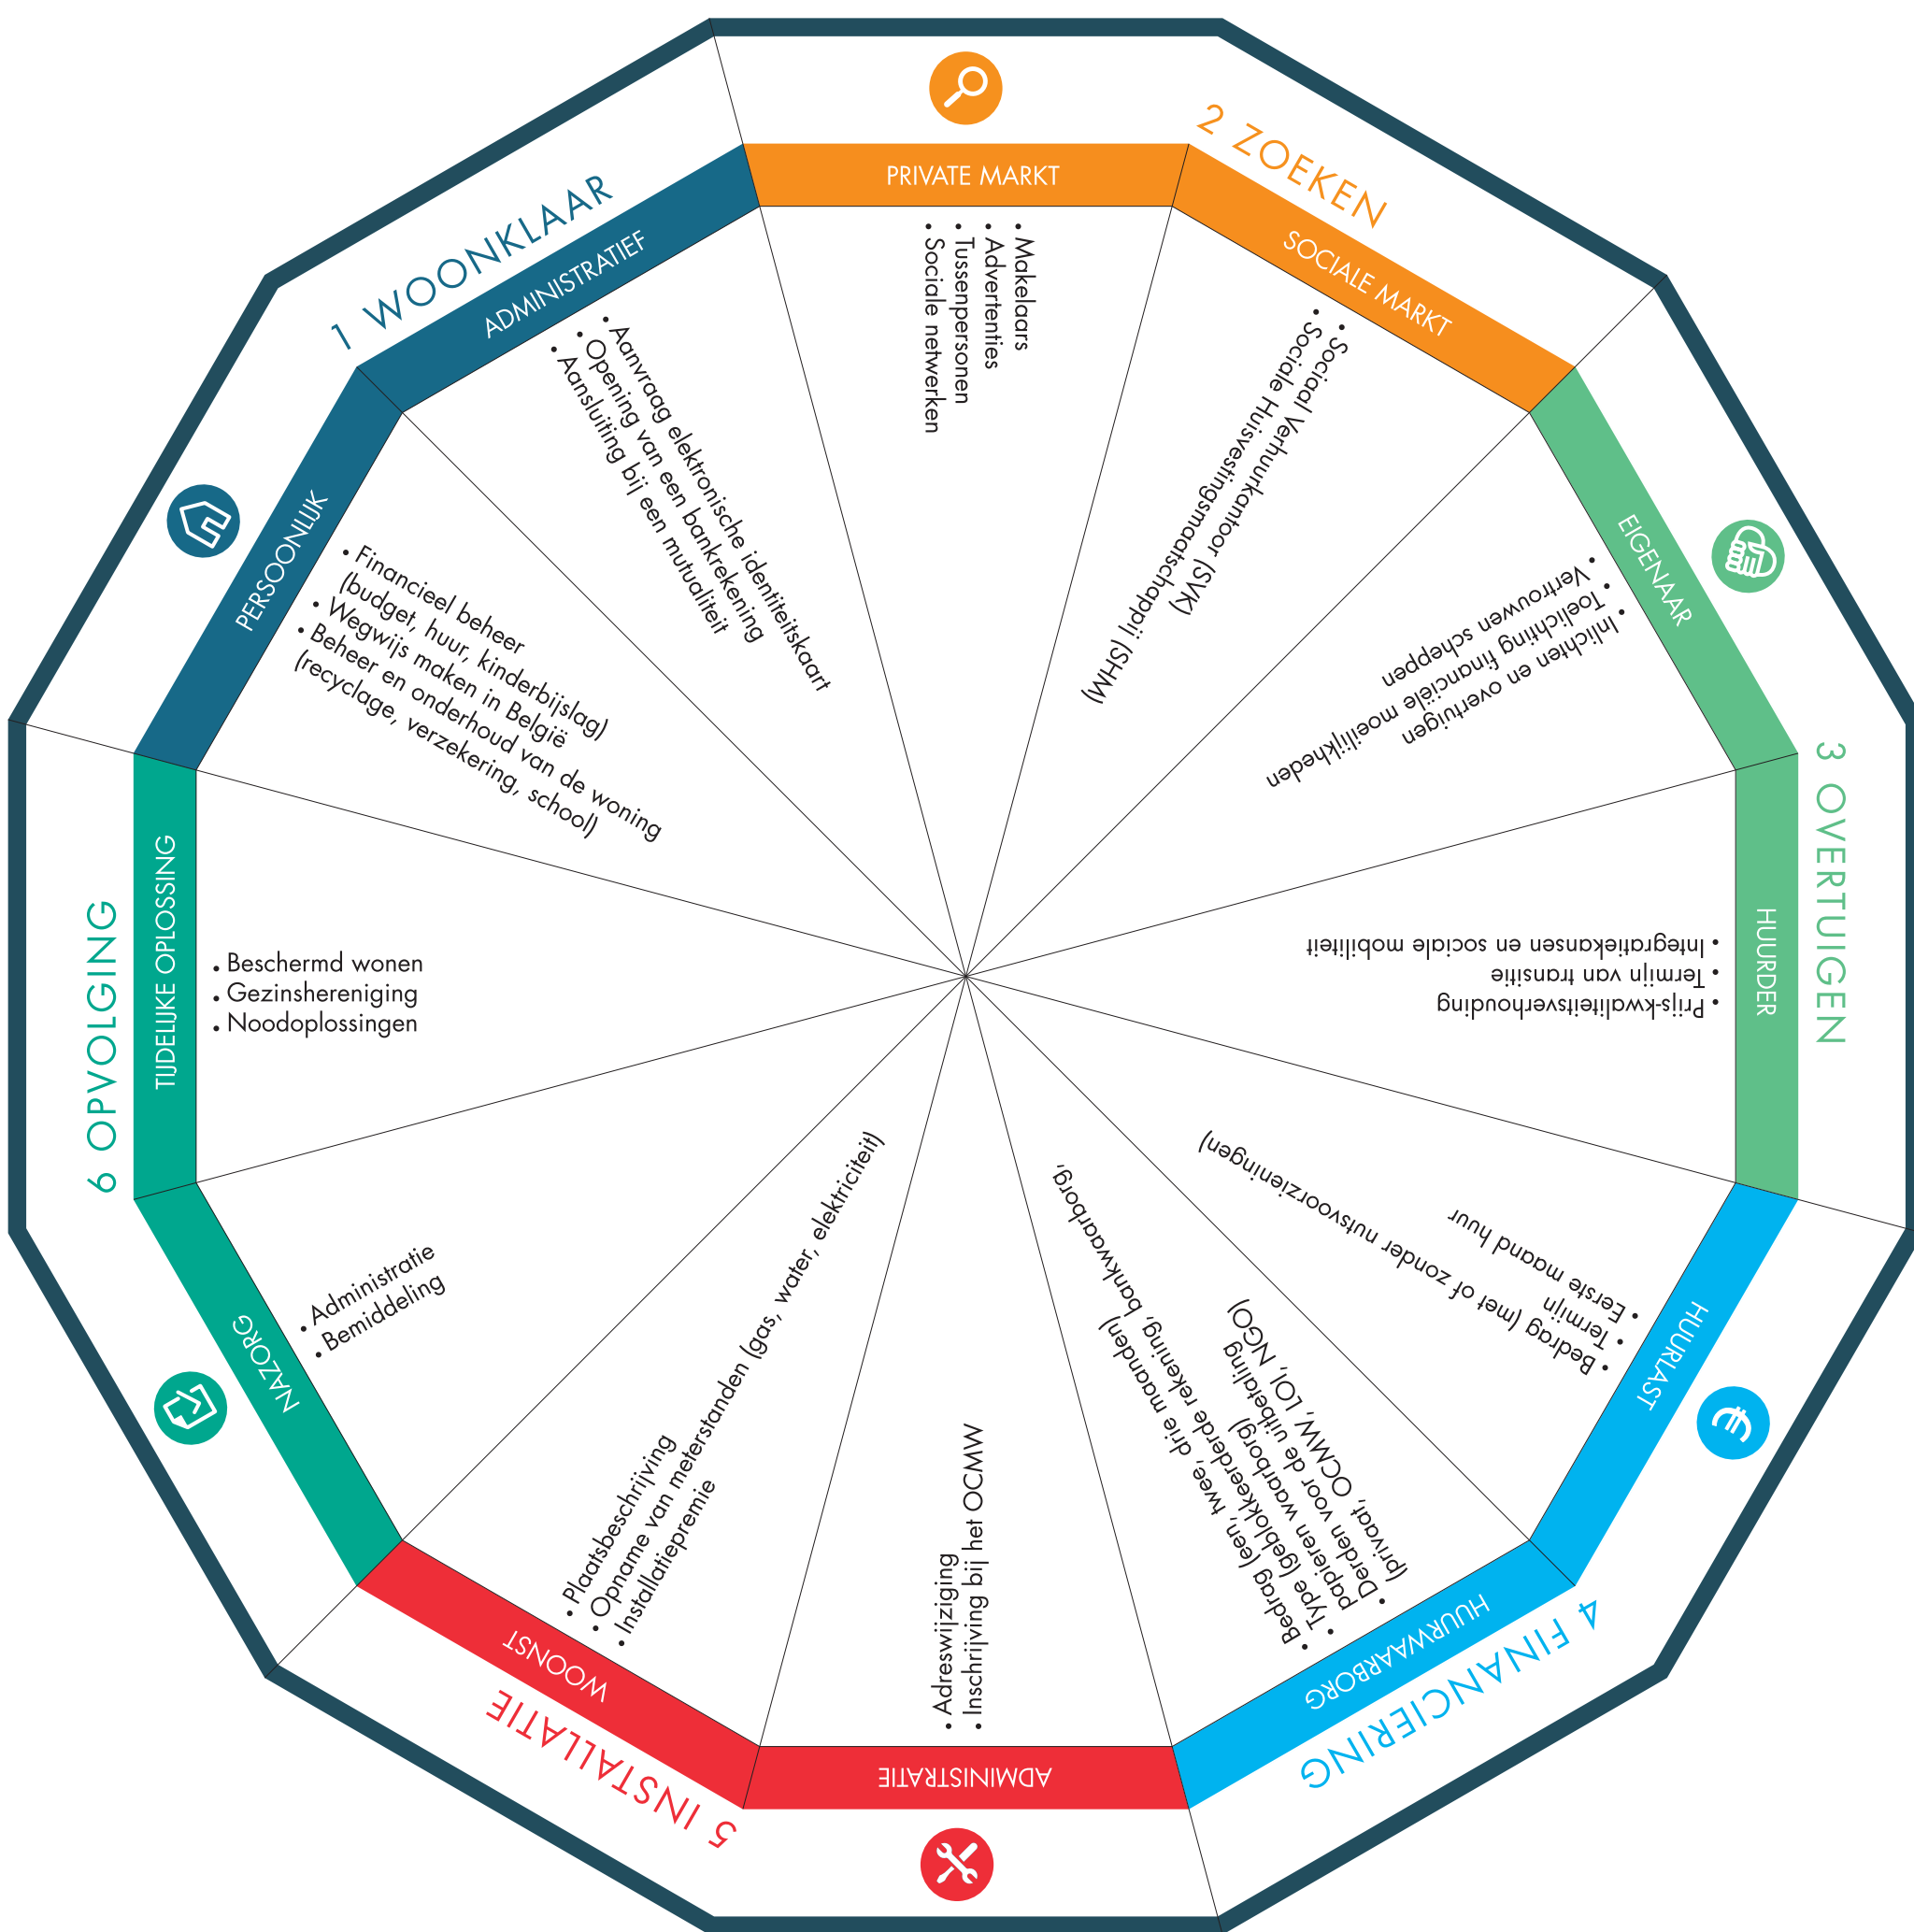 1 WOONKLAAR
PERSOONLIJK
• Financieel beheer
(budget, huur, kinderbijslag)
• Wegwijs maken in België
• Beheer en onderhoud van de woning
(recyclage, verzekering, school)
ADMINISTRATIEF
• Aanvraag elektronische identiteitskaart
• Opening van een bankrekening
• Aansluiting bij een mutualiteit
2 ZOEKEN
PRIVATE MARKT
• Makelaars
• Advertenties
• Tussenpersonen
• Sociale netwerken
SOCIALE MARKT
• Sociaal Verhuurkantoor (SVK)
• Sociale Huisvestingsmaatschappij (SHM)
3 OVERTUIGEN
EIGENAAR
• Inlichten en overtuigen
• Toelichting financiële moeilijkheden
• Vertrouwen scheppen
HUURDER
• Prijs-kwaliteitsverhouding
• Termijn van transitie
• Integratiekansen en sociale mobiliteit
4 FINANCIERING
HUURLAST
• Bedrag (met of zonder nutsvoorzieningen)
• Termijn
• Eerste maand huur
HUURWAARBORG
• Bedrag (een, twee, drie maanden)
• Type (geblokkeerderde rekening, bankwaarborg,
papieren waarborg)
• Derden voor de uitbetaling
(privaat, OCMW, LOI, NGO)
5 INSTALLATIE
ADMINISTRATIE
• Adreswijziging
• Inschrijving bij het OCMW
WOONST
• Plaatsbeschrijving
• Opname van meterstanden (gas, water, elektriciteit)
• Installatiepremie
6 OPVOLGING
NAZORG
• Administratie
• Bemiddeling
TIJDELIJKE OPLOSSING
• Beschermd wonen
• Gezinshereniging
• Noodoplossingen